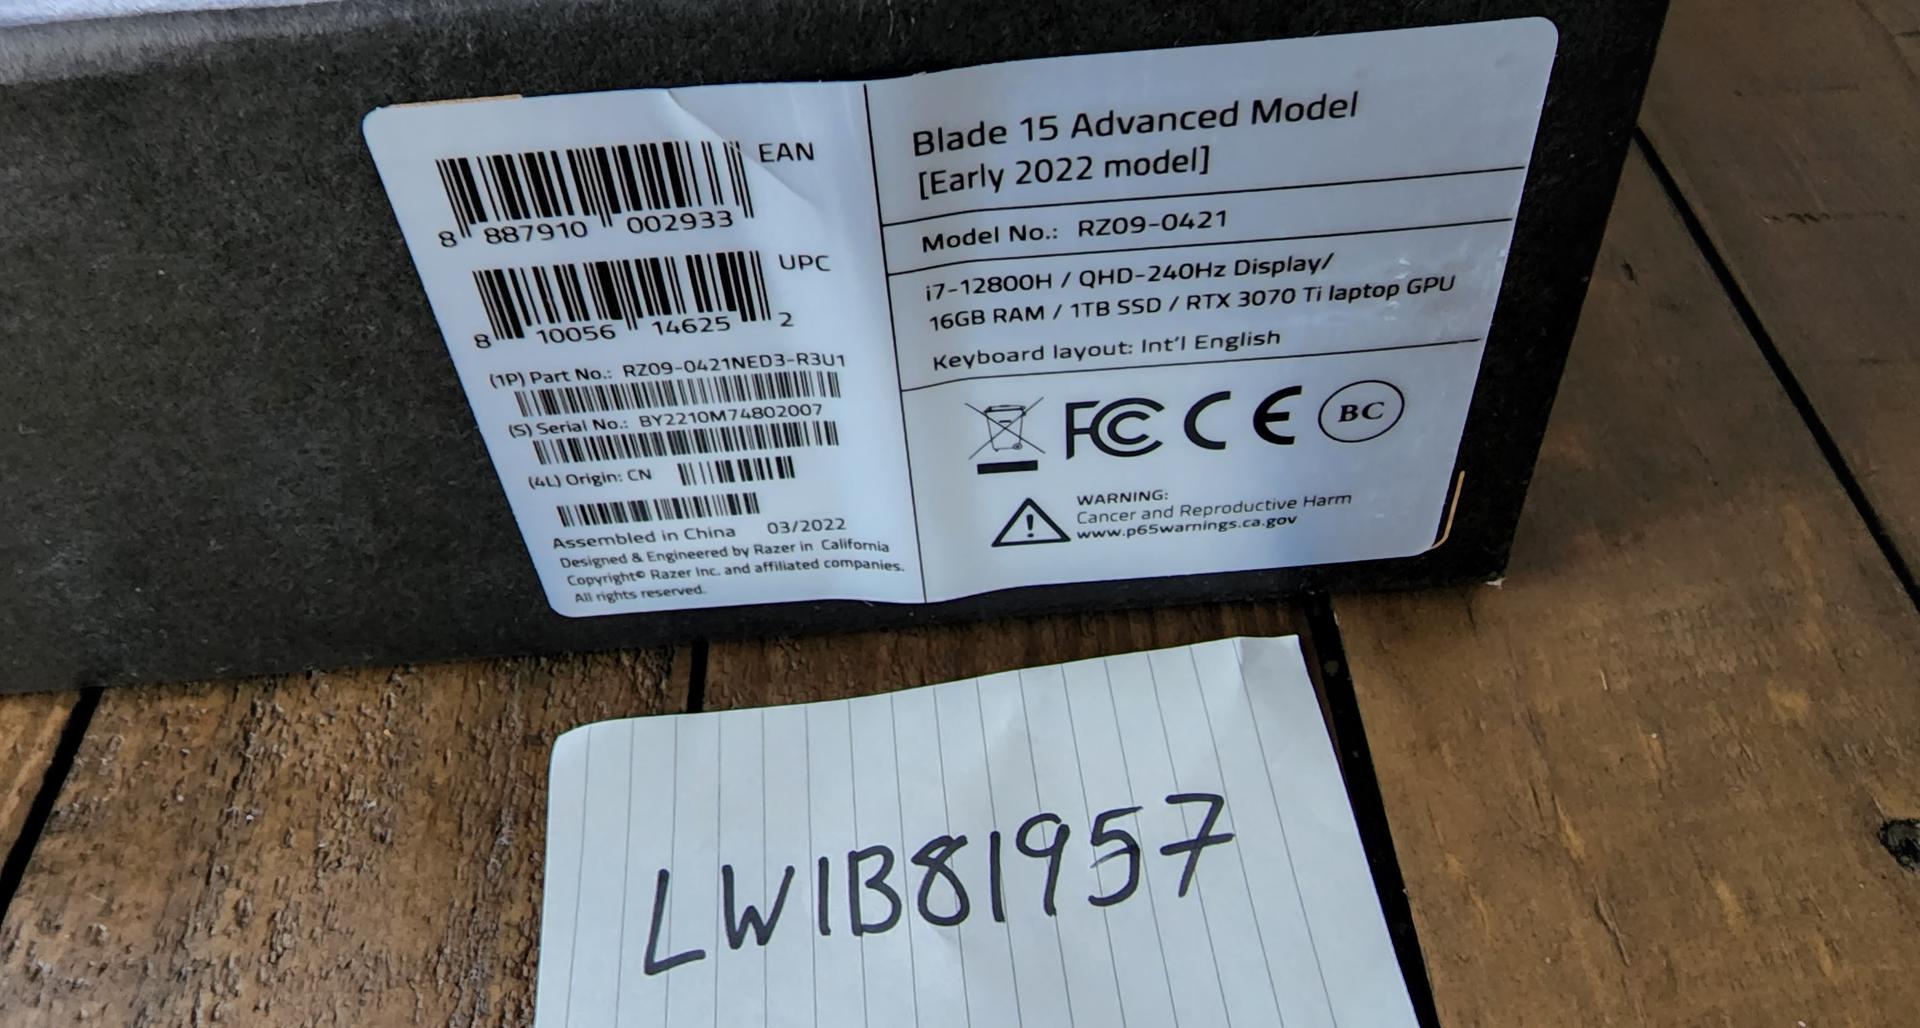 EAN
8 887910 002933
UPC
8 10056 14625 2
(1P) Part No.: RZ09-0421NED3-R3U1
(S) Serial No.: BY2210M74802007
(4L) Origin: CN
Assembled in China 03/2022
Designed & Engineered by Razer in California
Copyright© Razer Inc. and affiliated companies.
All rights reserved.
Blade 15 Advanced Model
[Early 2022 model]
Model No.: RZ09-0421
i7-12800H / QHD-240Hz Display/
16GB RAM / 1TB SSD / RTX 3070 Ti laptop GPU
Keyboard layout: Int'l English
FC CE BC
WARNING:
Cancer and Reproductive Harm
www.p65warnings.ca.gov
LW1B81957